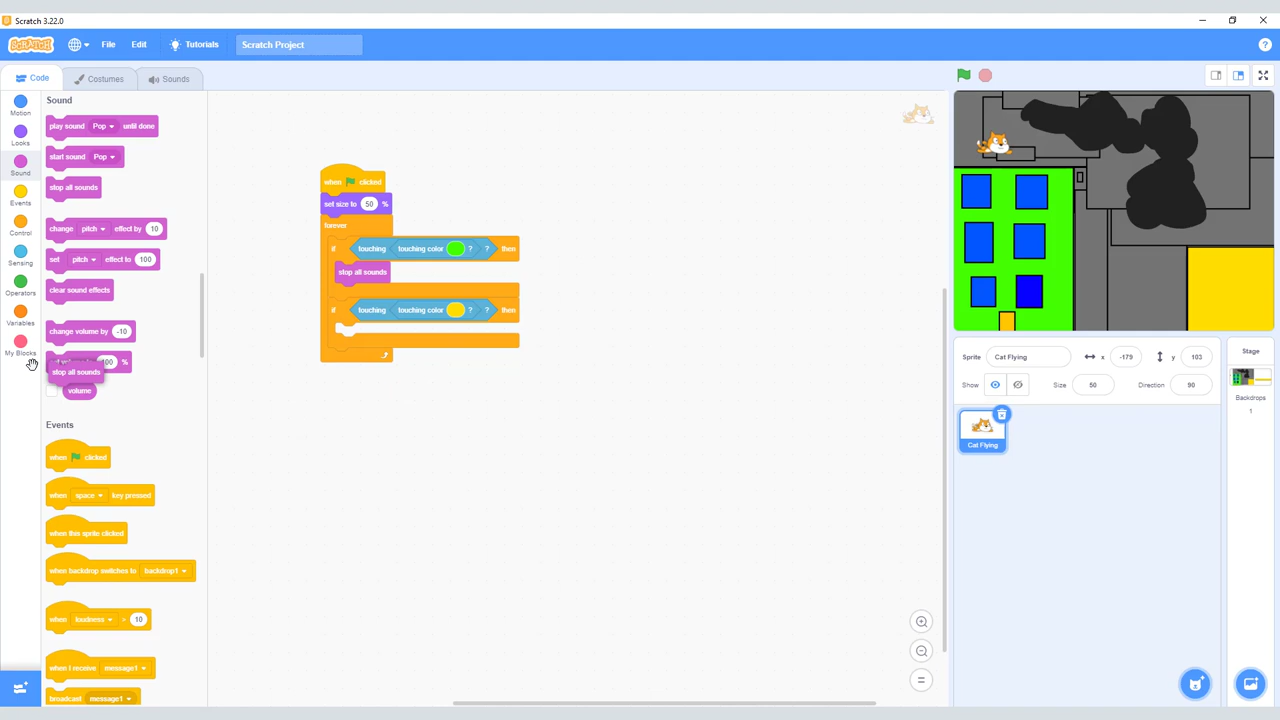 Scratch 3.22.0
SCRATCH File Edit Tutorials Scratch Project ?
Code Costumes Sounds
Motion
Looks
Sound
Events
Control
Sensing
Operators
Variables
My Blocks
Sound
play sound Pop until done
start sound Pop
stop all sounds
change pitch effect by 10
set pitch effect to 100
clear sound effects
change volume by -10
%
stop all sounds
volume
Events
when clicked
when space key pressed
when this sprite clicked
when backdrop switches to backdrop1
when loudness > 10
when I receive message1
broadcast message1
when clicked
set size to 50 %
forever
if touching touching color ? ? then
stop all sounds
if touching touching color ? ? then
Sprite Cat Flying x -179 y 103
Show Size 50 Direction 90
Cat Flying
Stage
Backdrops
1